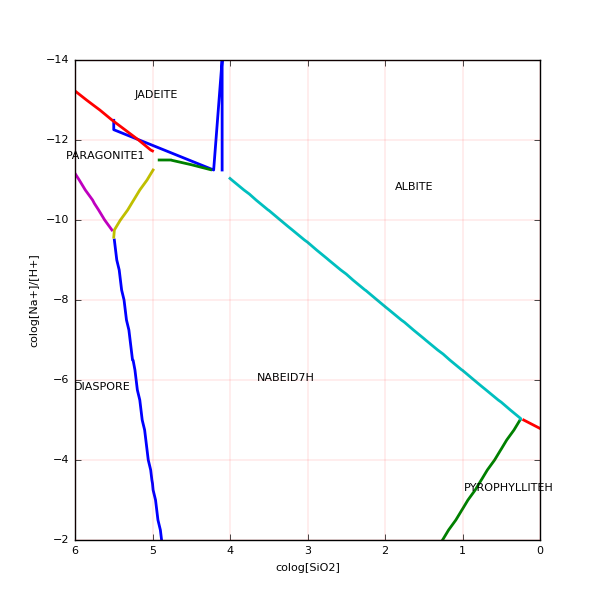 −14
JADEITE
−12
PARAGONITE1
ALBITE
−10
colog[Na+]/[H+]
−8
−6
NABEID7H
DIASPORE
−4
PYROPHYLLITEH
−2
6 5 4 3 2 1 0
colog[SiO2]